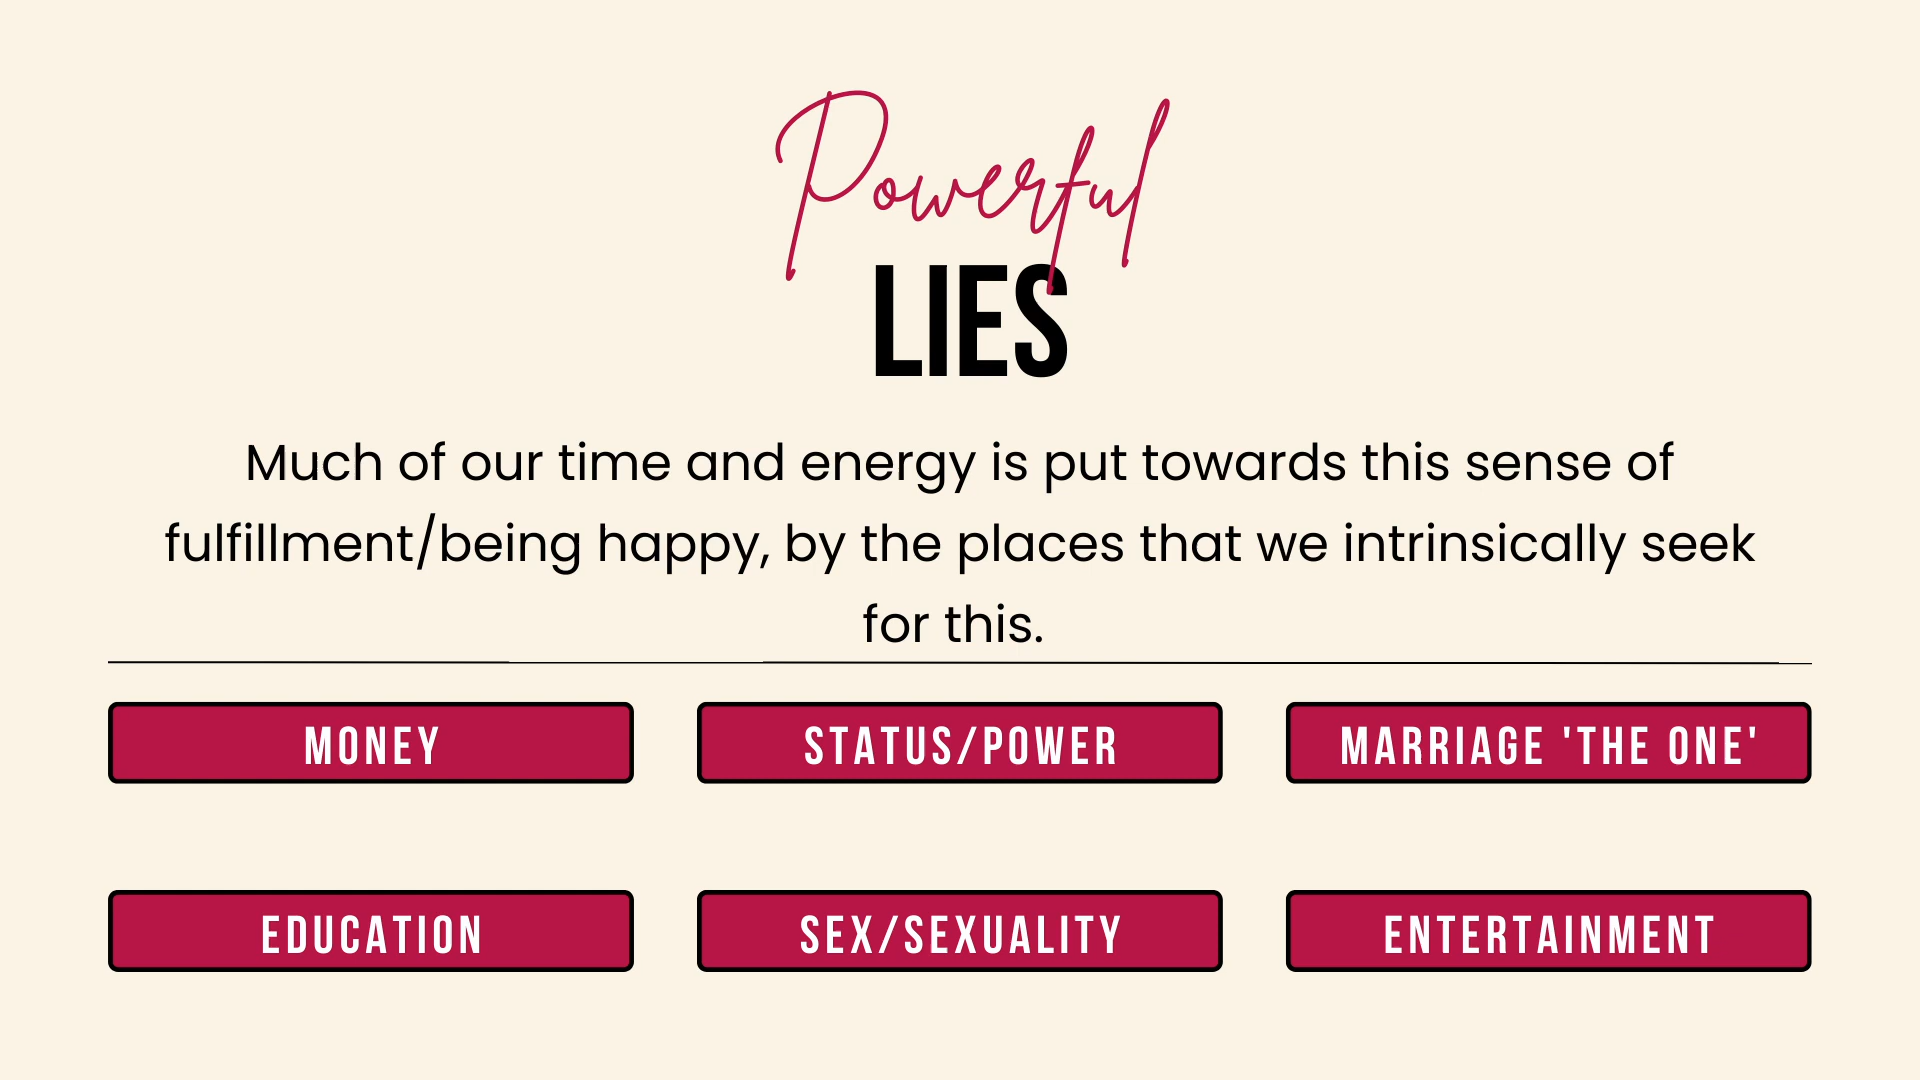 Powerful
LIES
Much of our time and energy is put towards this sense of
fulfillment/being happy, by the places that we intrinsically seek
for this.
MONEY
STATUS/POWER
MARRIAGE 'THE ONE'
EDUCATION
SEX/SEXUALITY
ENTERTAINMENT